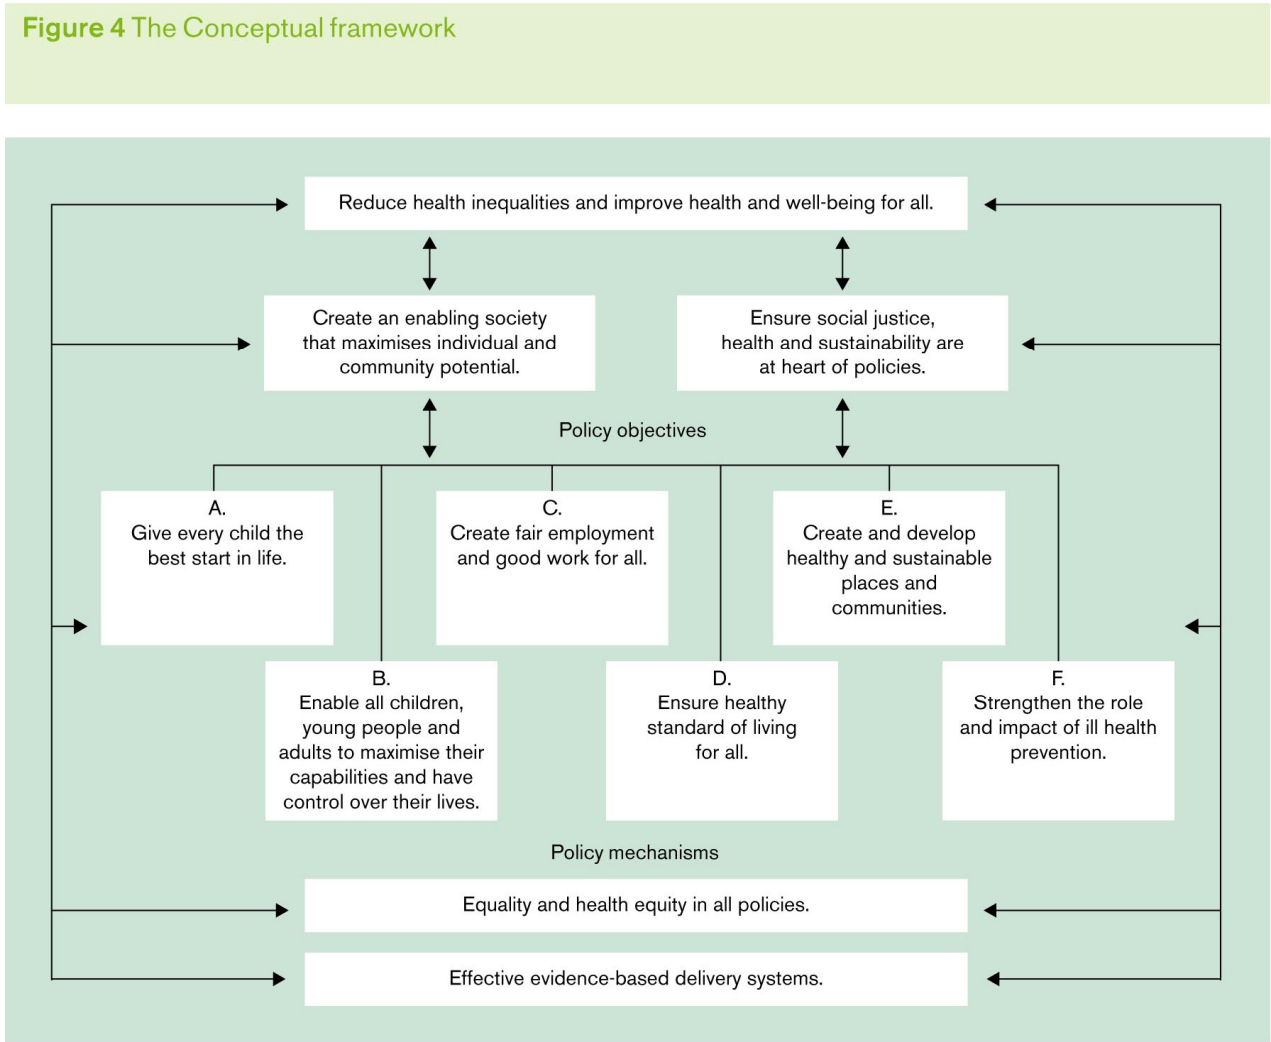 Figure 4 The Conceptual framework
Reduce health inequalities and improve health and well-being for all.
Create an enabling society
that maximises individual and
community potential.
Ensure social justice,
health and sustainability are
at heart of policies.
Policy objectives
A.
Give every child the
best start in life.
C.
Create fair employment
and good work for all.
E.
Create and develop
healthy and sustainable
places and
communities.
B.
Enable all children,
young people and
adults to maximise their
capabilities and have
control over their lives.
D.
Ensure healthy
standard of living
for all.
F.
Strengthen the role
and impact of ill health
prevention.
Policy mechanisms
Equality and health equity in all policies.
Effective evidence-based delivery systems.